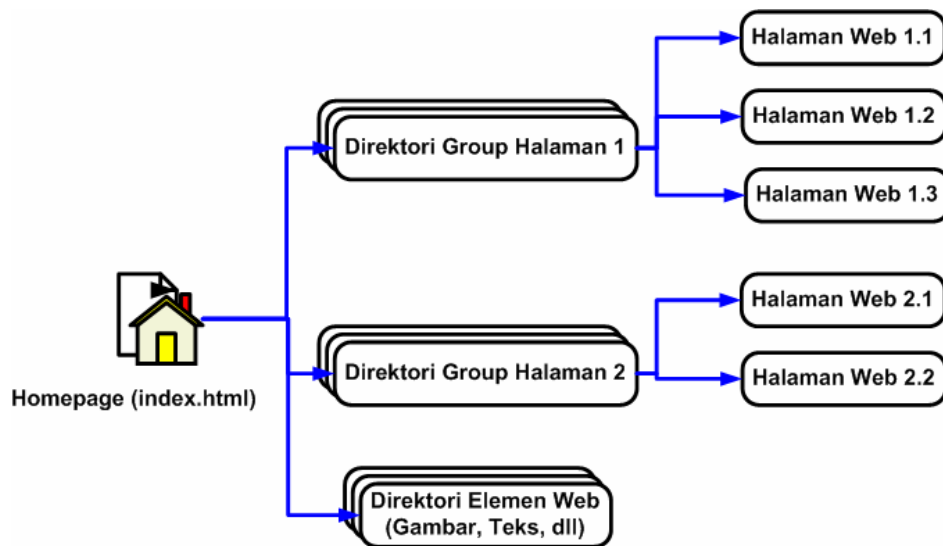 Halaman Web 1.1
Halaman Web 1.2
Direktori Group Halaman 1
Halaman Web 1.3
Halaman Web 2.1
Direktori Group Halaman 2
Halaman Web 2.2
Homepage (index.html)
Direktori Elemen Web
(Gambar, Teks, dll)